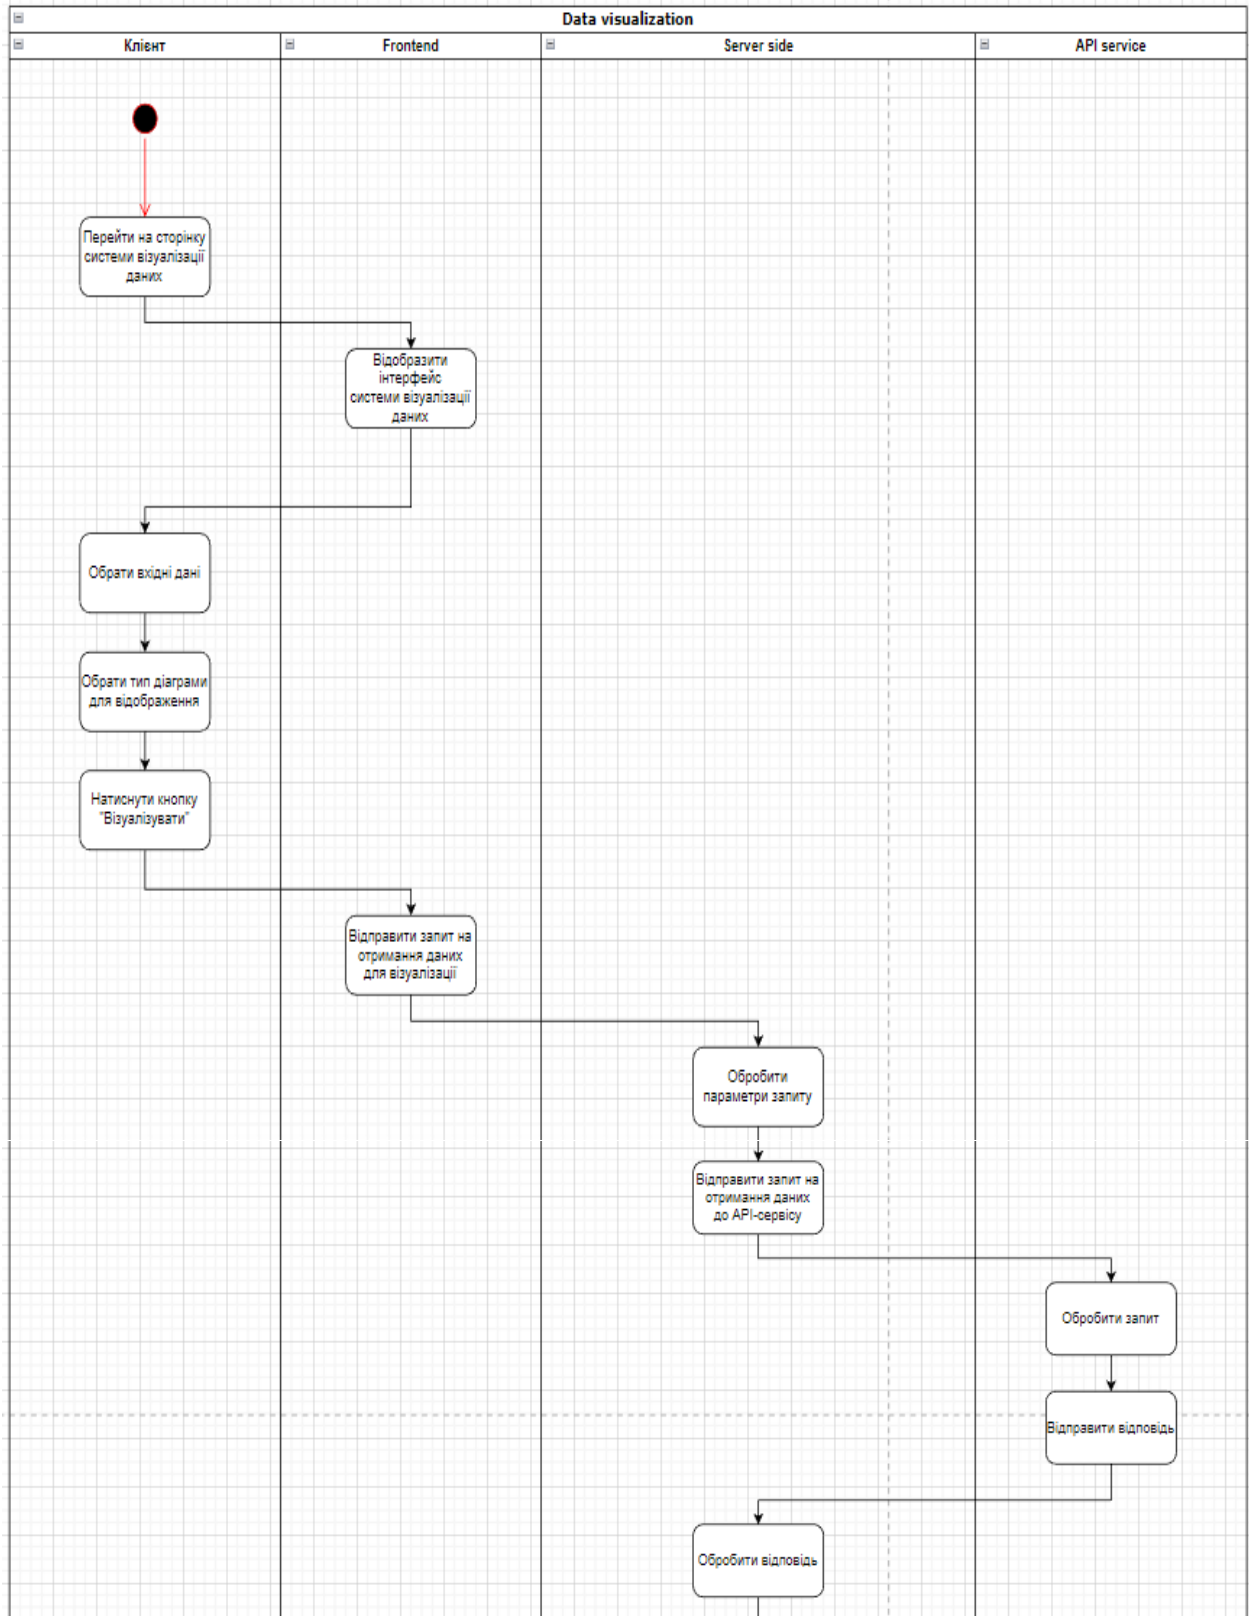 Data visualization
Клієнт
Frontend
Server side
API service
Перейти на сторінку
системи візуалізації
даних
Відобразити
інтерфейс
системи візуалізації
даних
Обрати вхідні дані
Обрати тип діаграми
для відображення
Натиснути кнопку
"Візуалізувати"
Відправити запит на
отримання даних
для візуалізації
Обробити
параметри запиту
Відправити запит на
отримання даних
до API-сервісу
Обробити запит
Відправити відповідь
Обробити відповідь